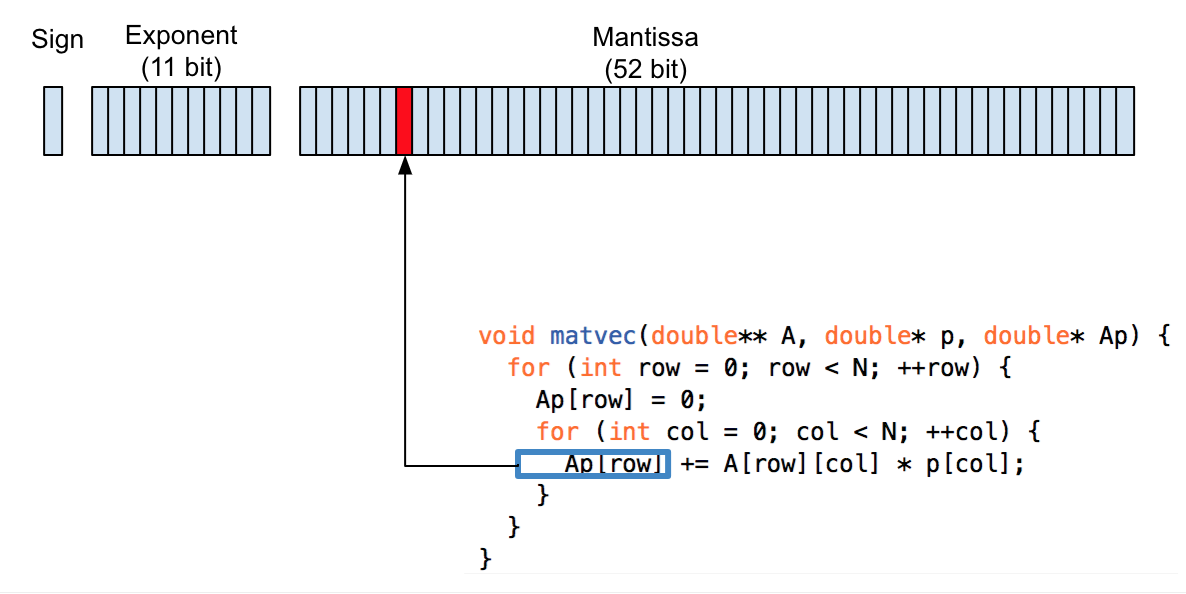 Sign
Exponent
(11 bit)
Mantissa
(52 bit)
void matvec(double** A, double* p, double* Ap) {
  for (int row = 0; row < N; ++row) {
    Ap[row] = 0;
    for (int col = 0; col < N; ++col) {
      Ap[row] += A[row][col] * p[col];
    }
  }
}